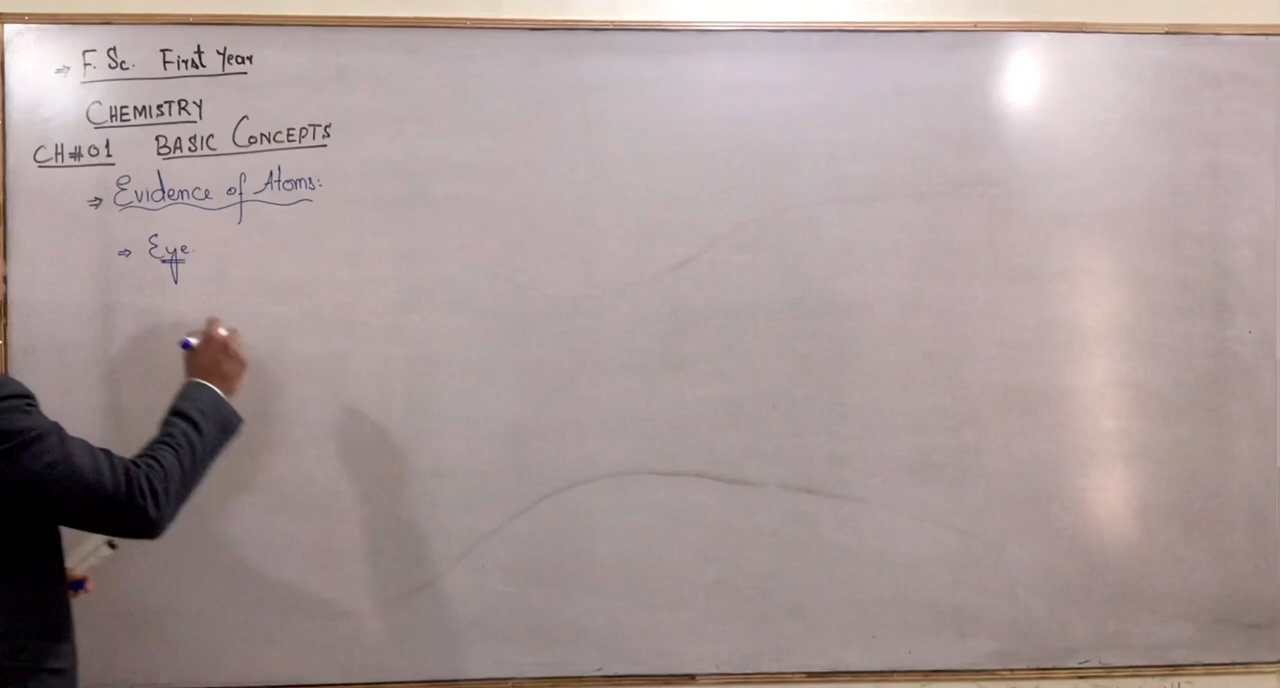 ⇒ F. Sc. First Year
CHEMISTRY
CH#01 BASIC CONCEPTS
⇒ Evidence of Atoms:
⇒ Eye.